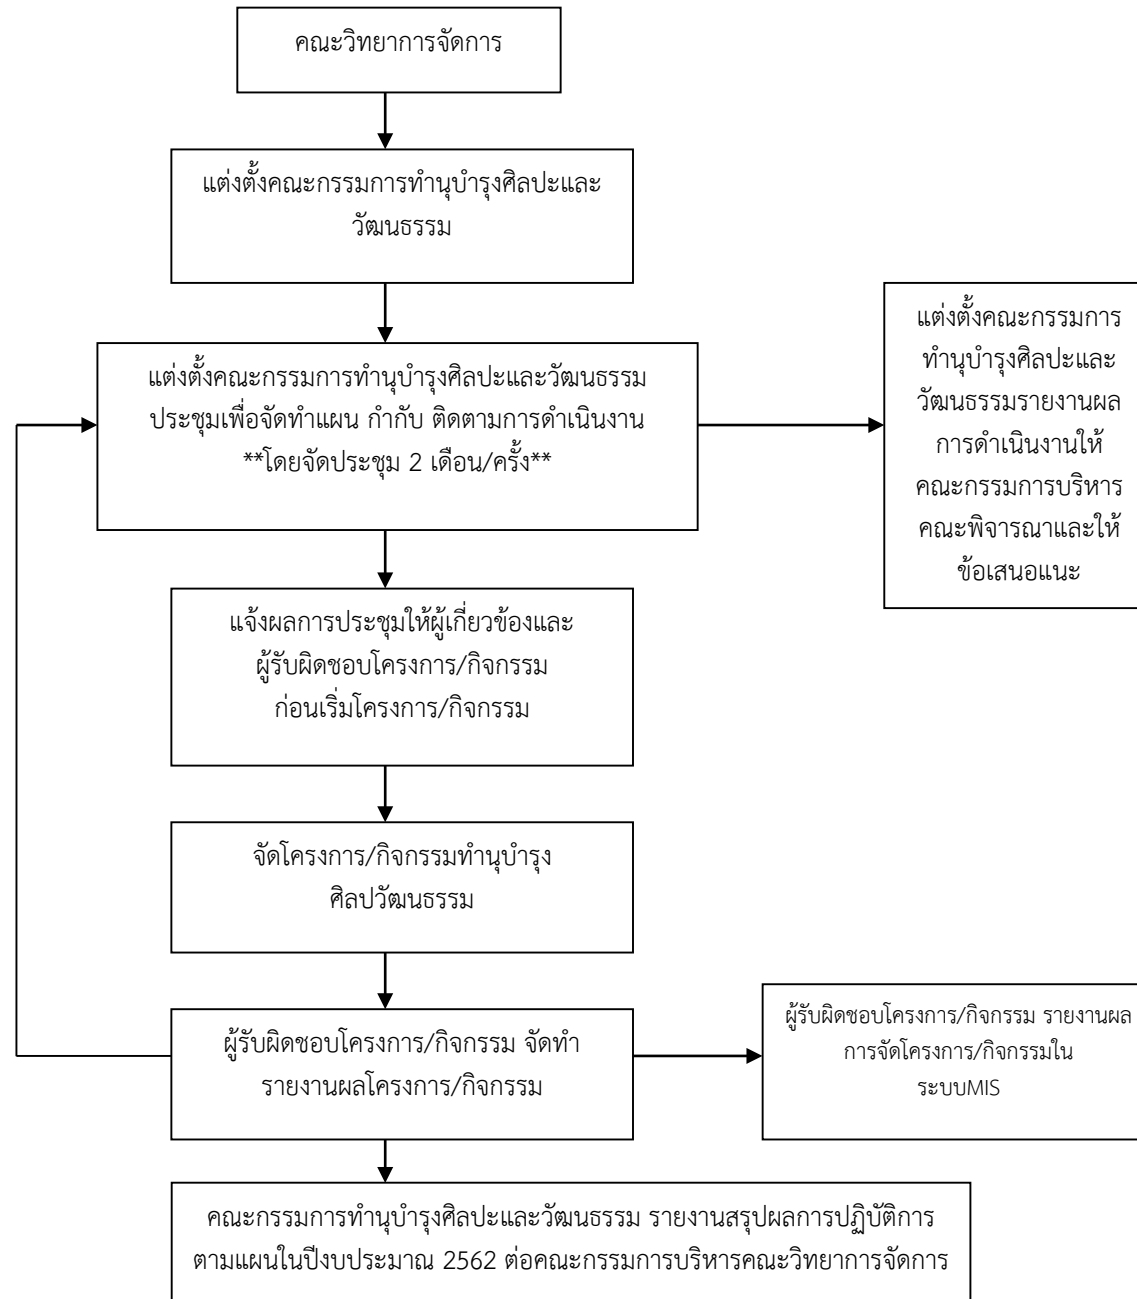 คณะวิทยาการจัดการ
แต่งตั้งคณะกรรมการทำนุบำรุงศิลปะและ
วัฒนธรรม
แต่งตั้งคณะกรรมการทำนุบำรุงศิลปะและวัฒนธรรม
ประชุมเพื่อจัดทำแผน กำกับ ติดตามการดำเนินงาน
**โดยจัดประชุม 2 เดือน/ครั้ง**
แต่งตั้งคณะกรรมการ
ทำนุบำรุงศิลปะและ
วัฒนธรรมรายงานผล
การดำเนินงานให้
คณะกรรมการบริหาร
คณะพิจารณาและให้
ข้อเสนอแนะ
แจ้งผลการประชุมให้ผู้เกี่ยวข้องและ
ผู้รับผิดชอบโครงการ/กิจกรรม
ก่อนเริ่มโครงการ/กิจกรรม
จัดโครงการ/กิจกรรมทำนุบำรุง
ศิลปวัฒนธรรม
ผู้รับผิดชอบโครงการ/กิจกรรม จัดทำ
รายงานผลโครงการ/กิจกรรม
ผู้รับผิดชอบโครงการ/กิจกรรม รายงานผล
การจัดโครงการ/กิจกรรมใน
ระบบMIS
คณะกรรมการทำนุบำรุงศิลปะและวัฒนธรรม รายงานสรุปผลการปฏิบัติการ
ตามแผนในปีงบประมาณ 2562 ต่อคณะกรรมการบริหารคณะวิทยาการจัดการ